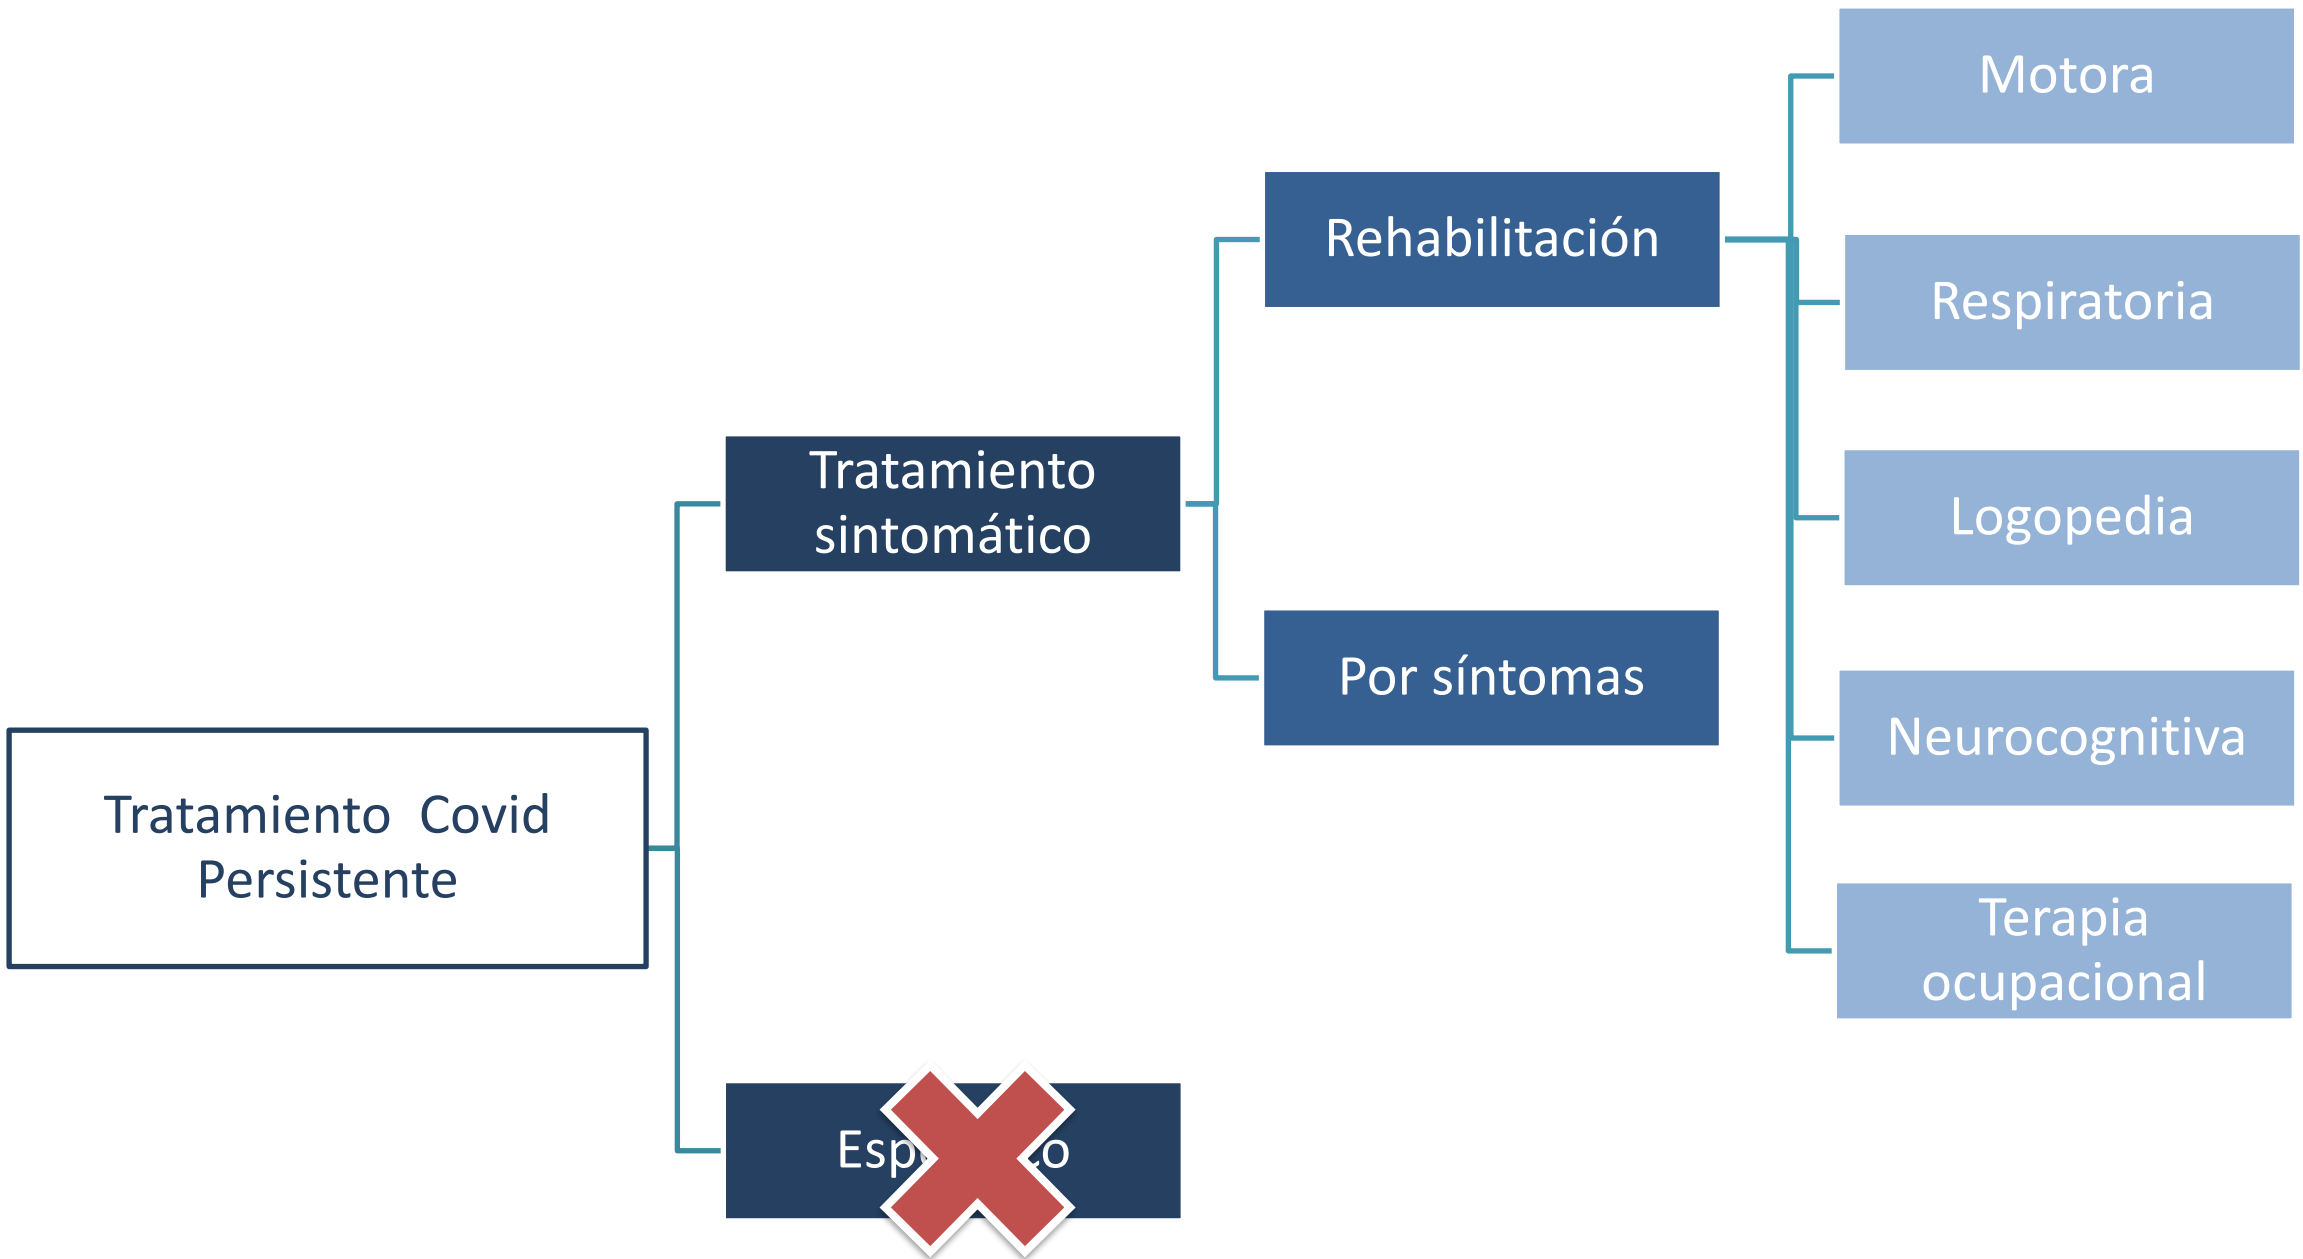 Motora
Rehabilitación
Respiratoria
Tratamiento
sintomático
Logopedia
Por síntomas
Neurocognitiva
Tratamiento Covid
Persistente
Terapia
ocupacional